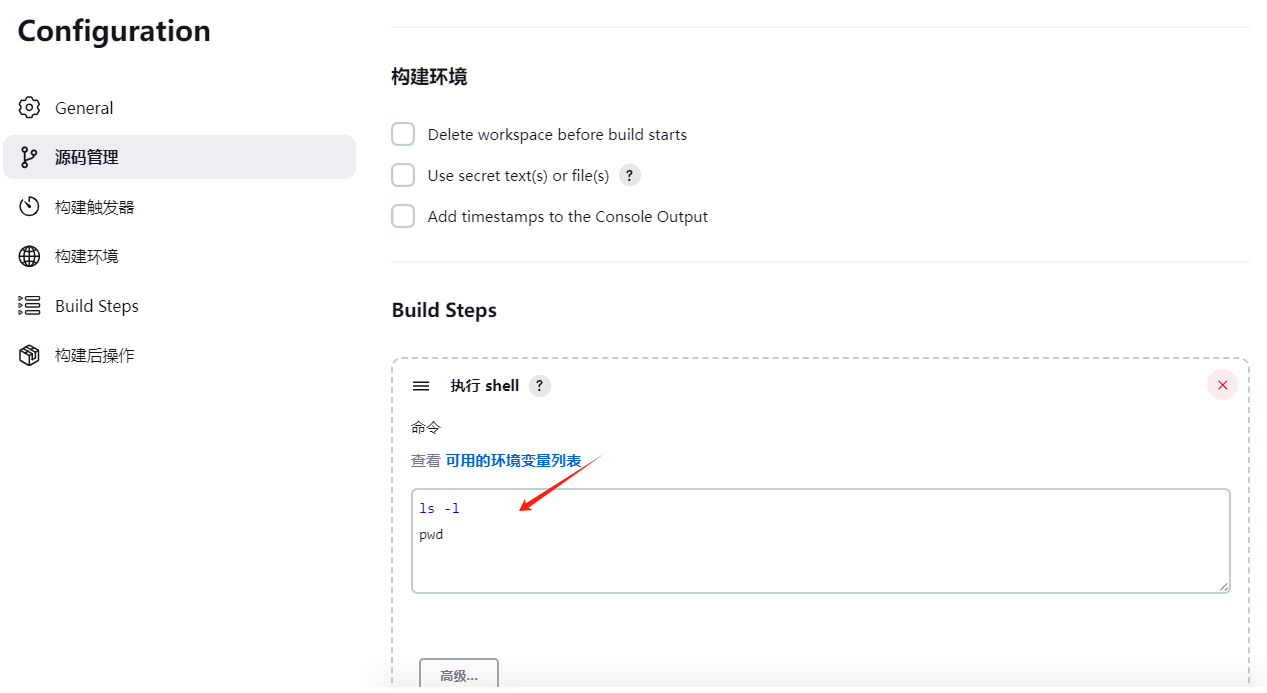 Configuration
General
源码管理
构建触发器
构建环境
Build Steps
构建后操作
构建环境
Delete workspace before build starts
Use secret text(s) or file(s) ?
Add timestamps to the Console Output
Build Steps
执行 shell ?
命令
查看 可用的环境变量列表
ls -l
pwd
高级...